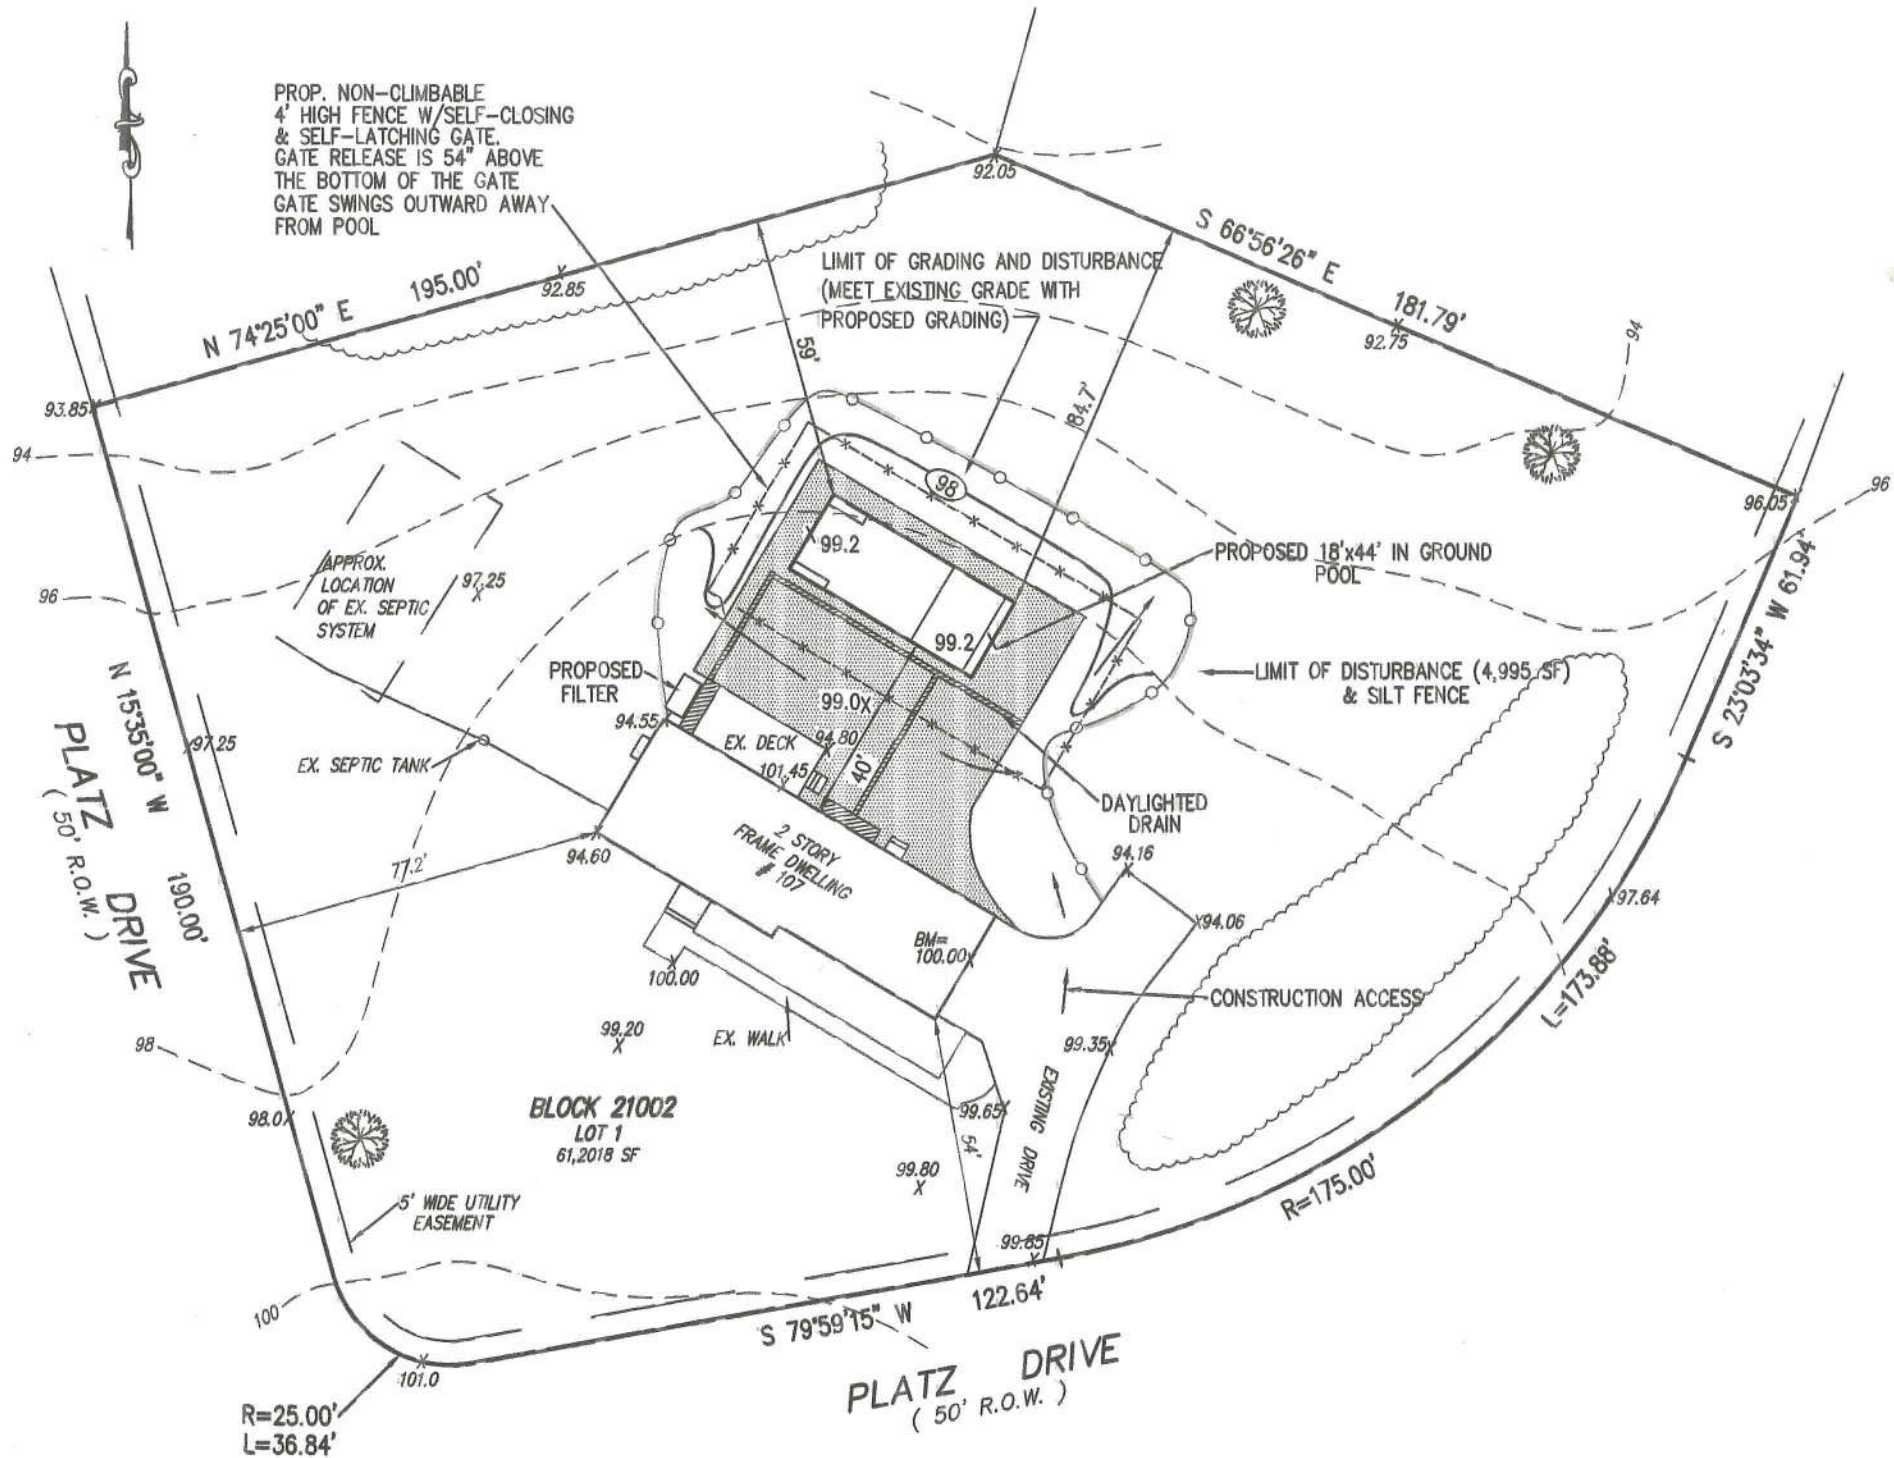 PROP. NON-CLIMBABLE
4' HIGH FENCE W/SELF-CLOSING
& SELF-LATCHING GATE.
GATE RELEASE IS 54" ABOVE
THE BOTTOM OF THE GATE
GATE SWINGS OUTWARD AWAY
FROM POOL
92.05
S 66°56'26" E
181.79'
LIMIT OF GRADING AND DISTURBANCE
(MEET EXISTING GRADE WITH
PROPOSED GRADING)
N 74°25'00" E
195.00'
92.85
92.75
94
59'
84.7'
93.85
94
98
96.05
96
99.2
PROPOSED 18'x44' IN GROUND
POOL
APPROX.
LOCATION
OF EX. SEPTIC
SYSTEM
97.25
96
S 23°03'34" W 61.94'
99.2
PROPOSED
FILTER
LIMIT OF DISTURBANCE (4,995 SF)
& SILT FENCE
99.0X
94.55
94.80
EX. DECK
101.45
40'
N 15°35'00" W
190.00'
97.25
EX. SEPTIC TANK
PLATZ DRIVE
( 50' R.O.W. )
DAYLIGHTED
DRAIN
94.16
2 STORY
FRAME DWELLING
# 107
94.60
77.2'
94.06
97.64
BM=
100.00
100.00
CONSTRUCTION ACCESS
L=173.88'
99.20
EX. WALK
99.35
98
EXISTING DRIVE
BLOCK 21002
LOT 1
61,2018 SF
98.0
99.65
54'
99.80
R=175.00'
5' WIDE UTILITY
EASEMENT
99.85
100
122.64'
S 79°59'15" W
101.0
PLATZ DRIVE
( 50' R.O.W. )
R=25.00'
L=36.84'